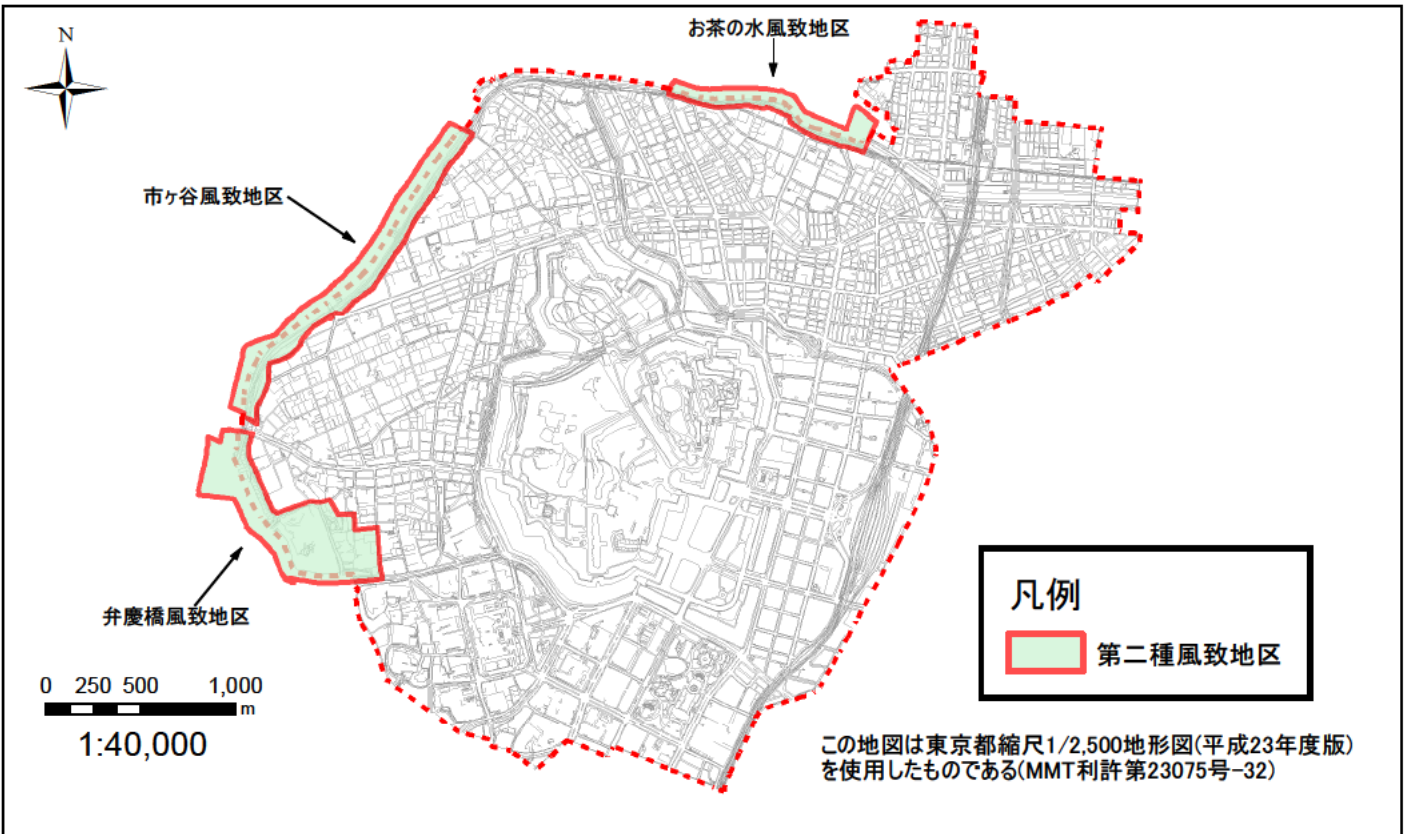 お茶の水風致地区
N
市ヶ谷風致地区
弁慶橋風致地区
凡例
第二種風致地区
0 250 500 1,000
m
1:40,000
この地図は東京都縮尺1/2,500地形図(平成23年度版)
を使用したものである(MMT利許第23075号-32)